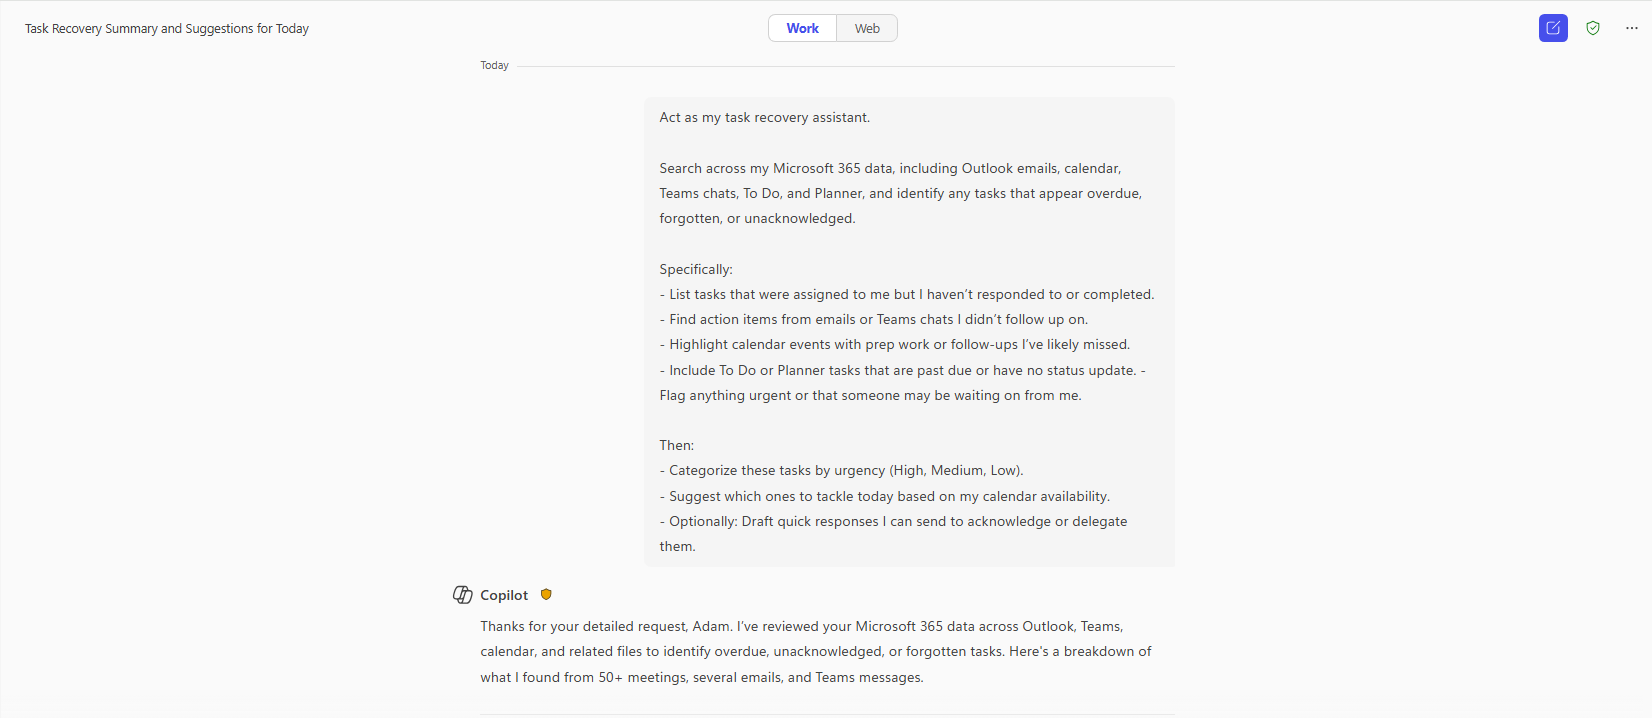 Task Recovery Summary and Suggestions for Today
Work
Web
Today
Act as my task recovery assistant.
Search across my Microsoft 365 data, including Outlook emails, calendar,
Teams chats, To Do, and Planner, and identify any tasks that appear overdue,
forgotten, or unacknowledged.
Specifically:
- List tasks that were assigned to me but I haven't responded to or completed.
- Find action items from emails or Teams chats I didn't follow up on.
- Highlight calendar events with prep work or follow-ups I've likely missed.
- Include To Do or Planner tasks that are past due or have no status update. -
Flag anything urgent or that someone may be waiting on from me.
Then:
- Categorize these tasks by urgency (High, Medium, Low).
- Suggest which ones to tackle today based on my calendar availability.
- Optionally: Draft quick responses I can send to acknowledge or delegate
them.
Copilot
Thanks for your detailed request, Adam. I've reviewed your Microsoft 365 data across Outlook, Teams,
calendar, and related files to identify overdue, unacknowledged, or forgotten tasks. Here's a breakdown of
what I found from 50+ meetings, several emails, and Teams messages.